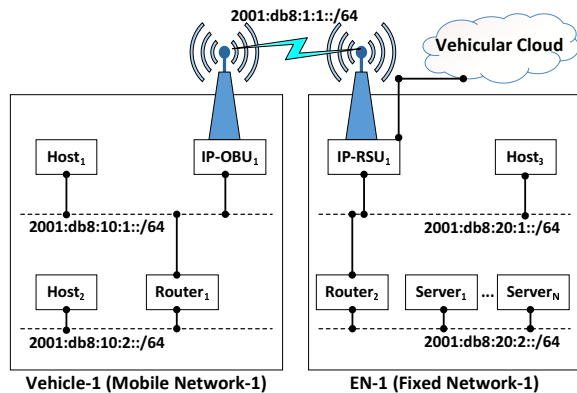 2001:db8:1:1::/64
Vehicular Cloud
Host₁
IP-OBU₁
IP-RSU₁
Host₃
2001:db8:10:1::/64
2001:db8:20:1::/64
Host₂
Router₁
Router₂
Server₁
...
Server_N
2001:db8:10:2::/64
2001:db8:20:2::/64
Vehicle-1 (Mobile Network-1)
EN-1 (Fixed Network-1)